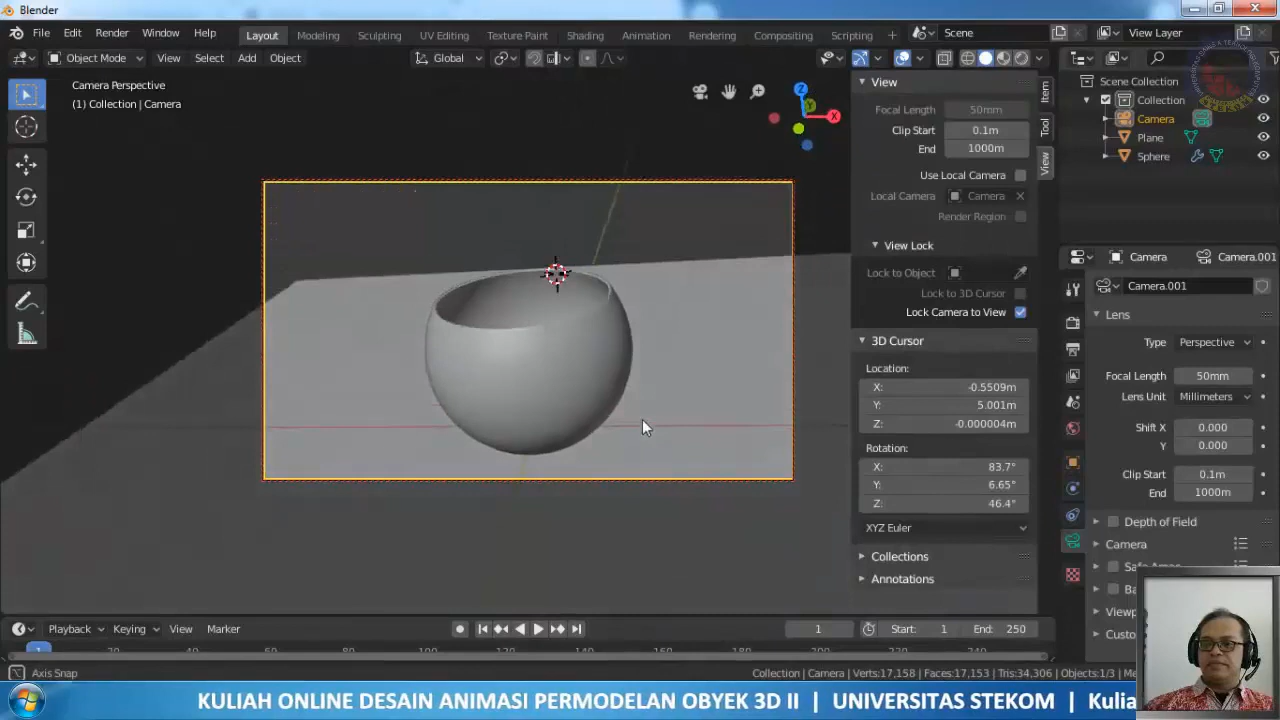 Blender
File Edit Render Window Help
Layout Modeling Sculpting UV Editing Texture Paint Shading Animation Rendering Compositing Scripting
Scene
View Layer
Object Mode View Select Add Object
Global
Camera Perspective
(1) Collection | Camera
Z
Y
X
View
Focal Length 50mm
Clip Start 0.1m
End 1000m
Use Local Camera
Local Camera Camera
Render Region
View Lock
Lock to Object
Lock to 3D Cursor
Lock Camera to View
3D Cursor
Location:
X: -0.5509m
Y: 5.001m
Z: -0.000004m
Rotation:
X: 83.7°
Y: 6.65°
Z: 46.4°
XYZ Euler
Collections
Annotations
Item
Tool
View
Scene Collection
Collection
Camera
Plane
Sphere
Camera Camera.001
Camera.001
Lens
Type Perspective
Focal Length 50mm
Lens Unit Millimeters
Shift X 0.000
Y 0.000
Clip Start 0.1m
End 1000m
Depth of Field
Camera
Playback Keying View Marker
1
Start: 1 End: 250
1
Axis Snap
Collection | Camera | Verts:17,158 | Faces:17,153 | Tris:34,306 | Objects:1/3 |
KULIAH ONLINE DESAIN ANIMASI PERMODELAN OBYEK 3D II | UNIVERSITAS STEKOM | Kulia